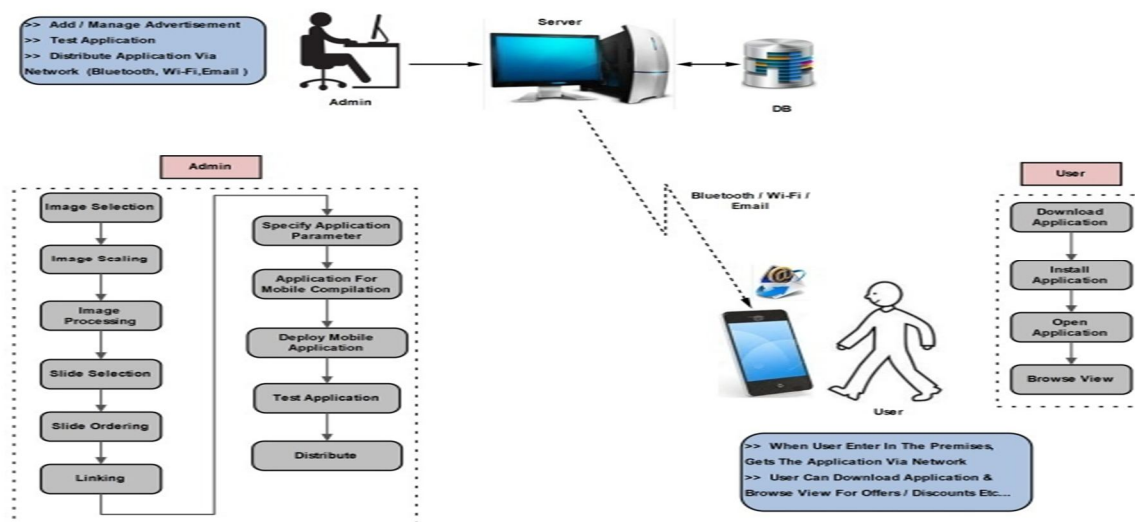 >> Add / Manage Advertisement
>> Test Application
>> Distribute Application Via
Network (Bluetooth, Wi-Fi,Email )
Admin
Server
DB
Admin
Image Selection
Image Scaling
Image
Processing
Slide Selection
Slide Ordering
Linking
Specify Application
Parameter
Application For
Mobile Compilation
Deploy Mobile
Application
Test Application
Distribute
Bluetooth / Wi-Fi /
Email
User
>> When User Enter In The Premises,
Gets The Application Via Network
>> User Can Download Application &
Browse View For Offers / Discounts Etc...
User
Download
Application
Install
Application
Open
Application
Browse View